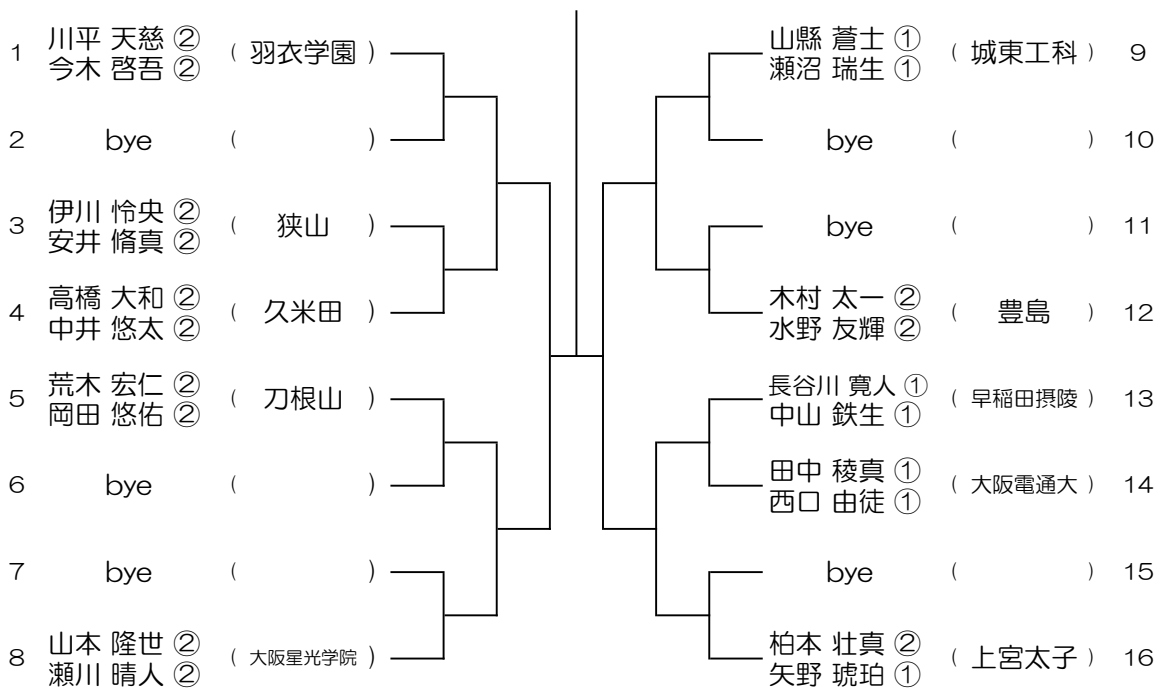 1 川平 天慈 ② ( 羽衣学園 )
今木 啓吾 ②
2 bye ( )
3 伊川 怜央 ② ( 狭山 )
安井 脩真 ②
4 高橋 大和 ② ( 久米田 )
中井 悠太 ②
5 荒木 宏仁 ② ( 刀根山 )
岡田 悠佑 ②
6 bye ( )
7 bye ( )
8 山本 隆世 ② ( 大阪星光学院 )
瀬川 晴人 ②
山縣 蒼士 ① ( 城東工科 ) 9
瀬沼 瑞生 ①
bye ( ) 10
bye ( ) 11
木村 太一 ② ( 豊島 ) 12
水野 友輝 ②
長谷川 寛人 ① ( 早稲田摂陵 ) 13
中山 鉄生 ①
田中 稜真 ① ( 大阪電通大 ) 14
西口 由徒 ①
bye ( ) 15
柏本 壮真 ② ( 上宮太子 ) 16
矢野 琥珀 ①